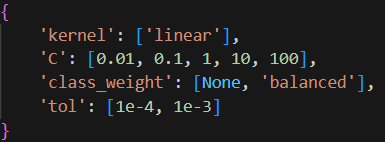 {
    'kernel': ['linear'],
    'C': [0.01, 0.1, 1, 10, 100],
    'class_weight': [None, 'balanced'],
    'tol': [1e-4, 1e-3]
}